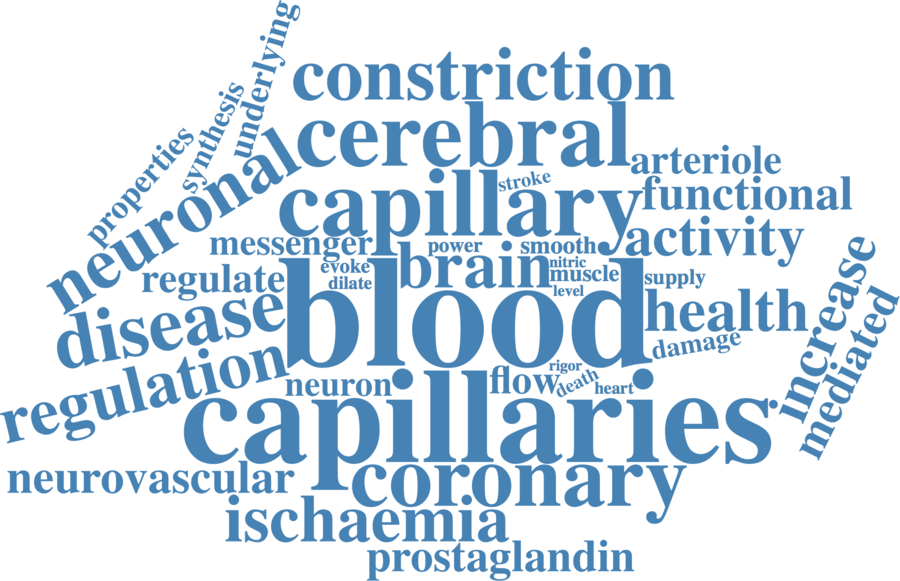 underlying
synthesis
properties
constriction
cerebral
neuronal
arteriole
stroke
capillary
functional
messenger
power
smooth
activity
regulate
evoke
brain
nitric
muscle
supply
dilate
level
blood
increase
disease
health
mediated
damage
regulation
neuron
flow
rigor
death
heart
capillaries
neurovascular
coronary
ischaemia
prostaglandin